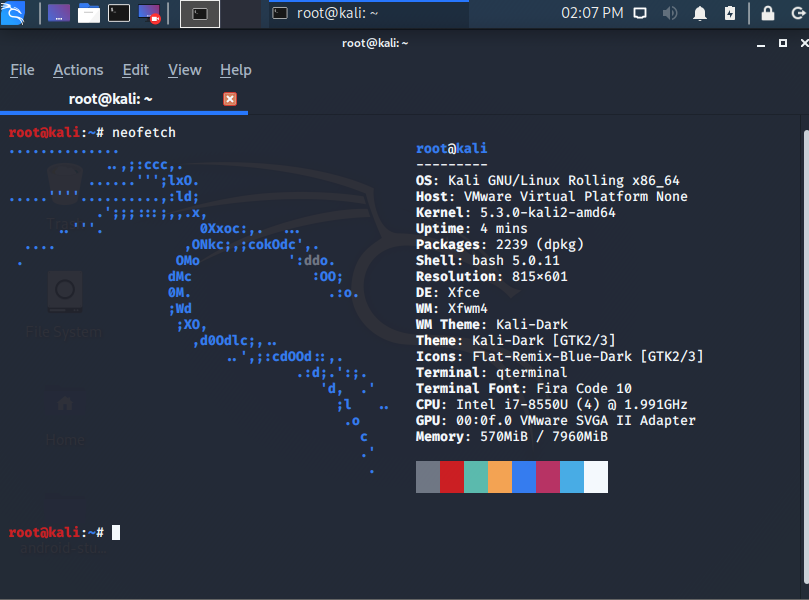 root@kali: ~
02:07 PM
root@kali: ~
File Actions Edit View Help
root@kali: ~
root@kali:~# neofetch
..............
            ..,;:ccc,.
          ......''';lxO.
.....''''..........,:ld;
           .';;;:::;,,.x,
      ..'''.            0Xxoc:,.  ...
  ....                ,ONkc;,;cokOdc',.
 .                   OMo           ':ddo.
                    dMc               :OO;
                    0M.                 .:o.
                    ;Wd
                     ;XO,
                       ,d0Odlc;,..
                           ..',;:cdOOd::,.
                                    .:d;.':;.
                                       'd,  .'
                                         ;l   ..
                                          .o
                                            c
                                            .'
                                             .
root@kali
---------
OS: Kali GNU/Linux Rolling x86_64
Host: VMware Virtual Platform None
Kernel: 5.3.0-kali2-amd64
Uptime: 4 mins
Packages: 2239 (dpkg)
Shell: bash 5.0.11
Resolution: 815×601
DE: Xfce
WM: Xfwm4
WM Theme: Kali-Dark
Theme: Kali-Dark [GTK2/3]
Icons: Flat-Remix-Blue-Dark [GTK2/3]
Terminal: qterminal
Terminal Font: Fira Code 10
CPU: Intel i7-8550U (4) @ 1.991GHz
GPU: 00:0f.0 VMware SVGA II Adapter
Memory: 570MiB / 7960MiB
File System
Home
root@kali:~#